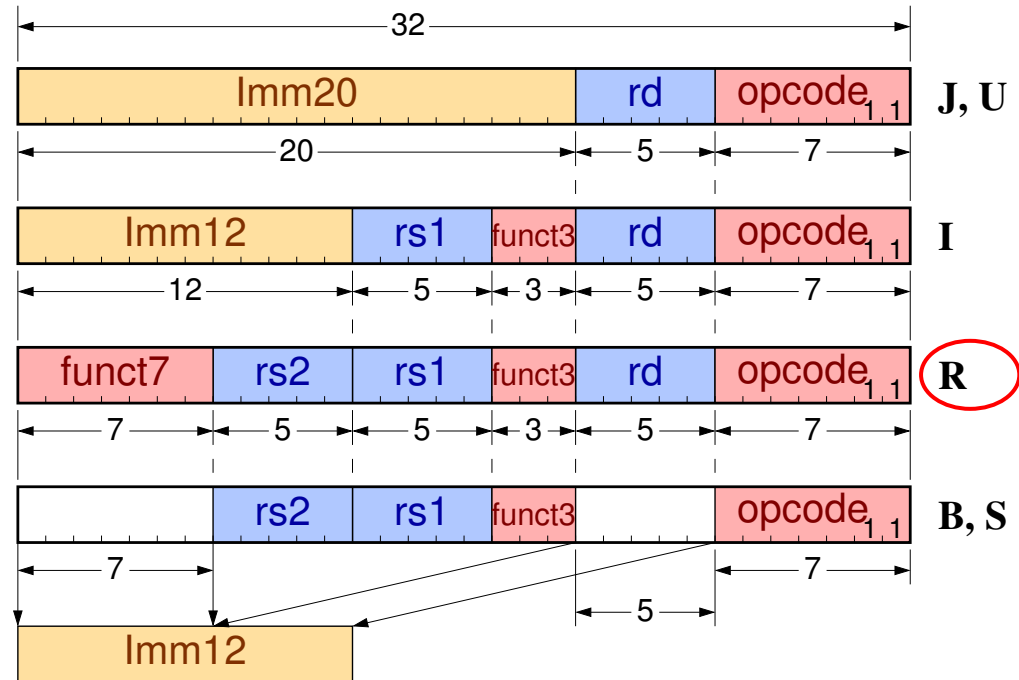 32
Imm20 rd opcode 1 1 J, U
20 5 7
Imm12 rs1 funct3 rd opcode 1 1 I
12 5 3 5 7
funct7 rs2 rs1 funct3 rd opcode 1 1 R
7 5 5 3 5 7
rs2 rs1 funct3 opcode 1 1 B, S
7 7
5
Imm12